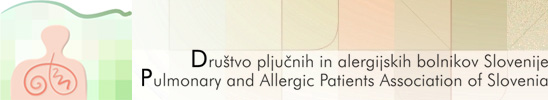 Društvo pljučnih in alergijskih bolnikov Slovenije
Pulmonary and Allergic Patients Association of Slovenia